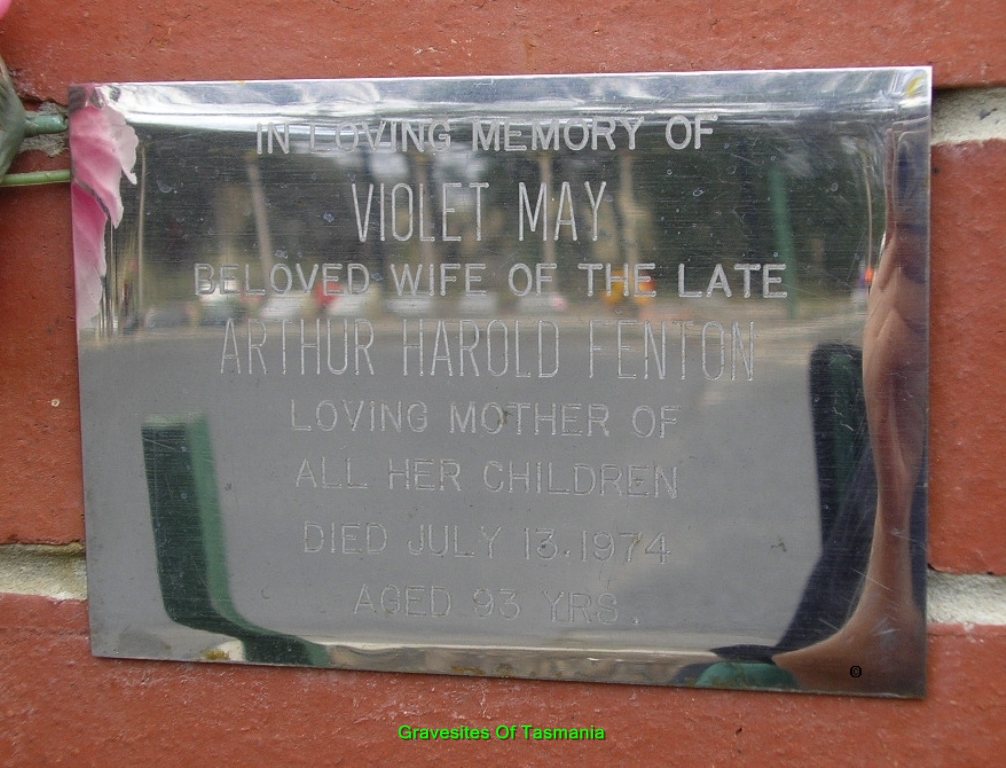 IN LOVING MEMORY OF
VIOLET MAY
BELOVED WIFE OF THE LATE
ARTHUR HAROLD FENTON
LOVING MOTHER OF
ALL HER CHILDREN
DIED JULY 13.1974
AGED 93 YRS.
©
Gravesites Of Tasmania